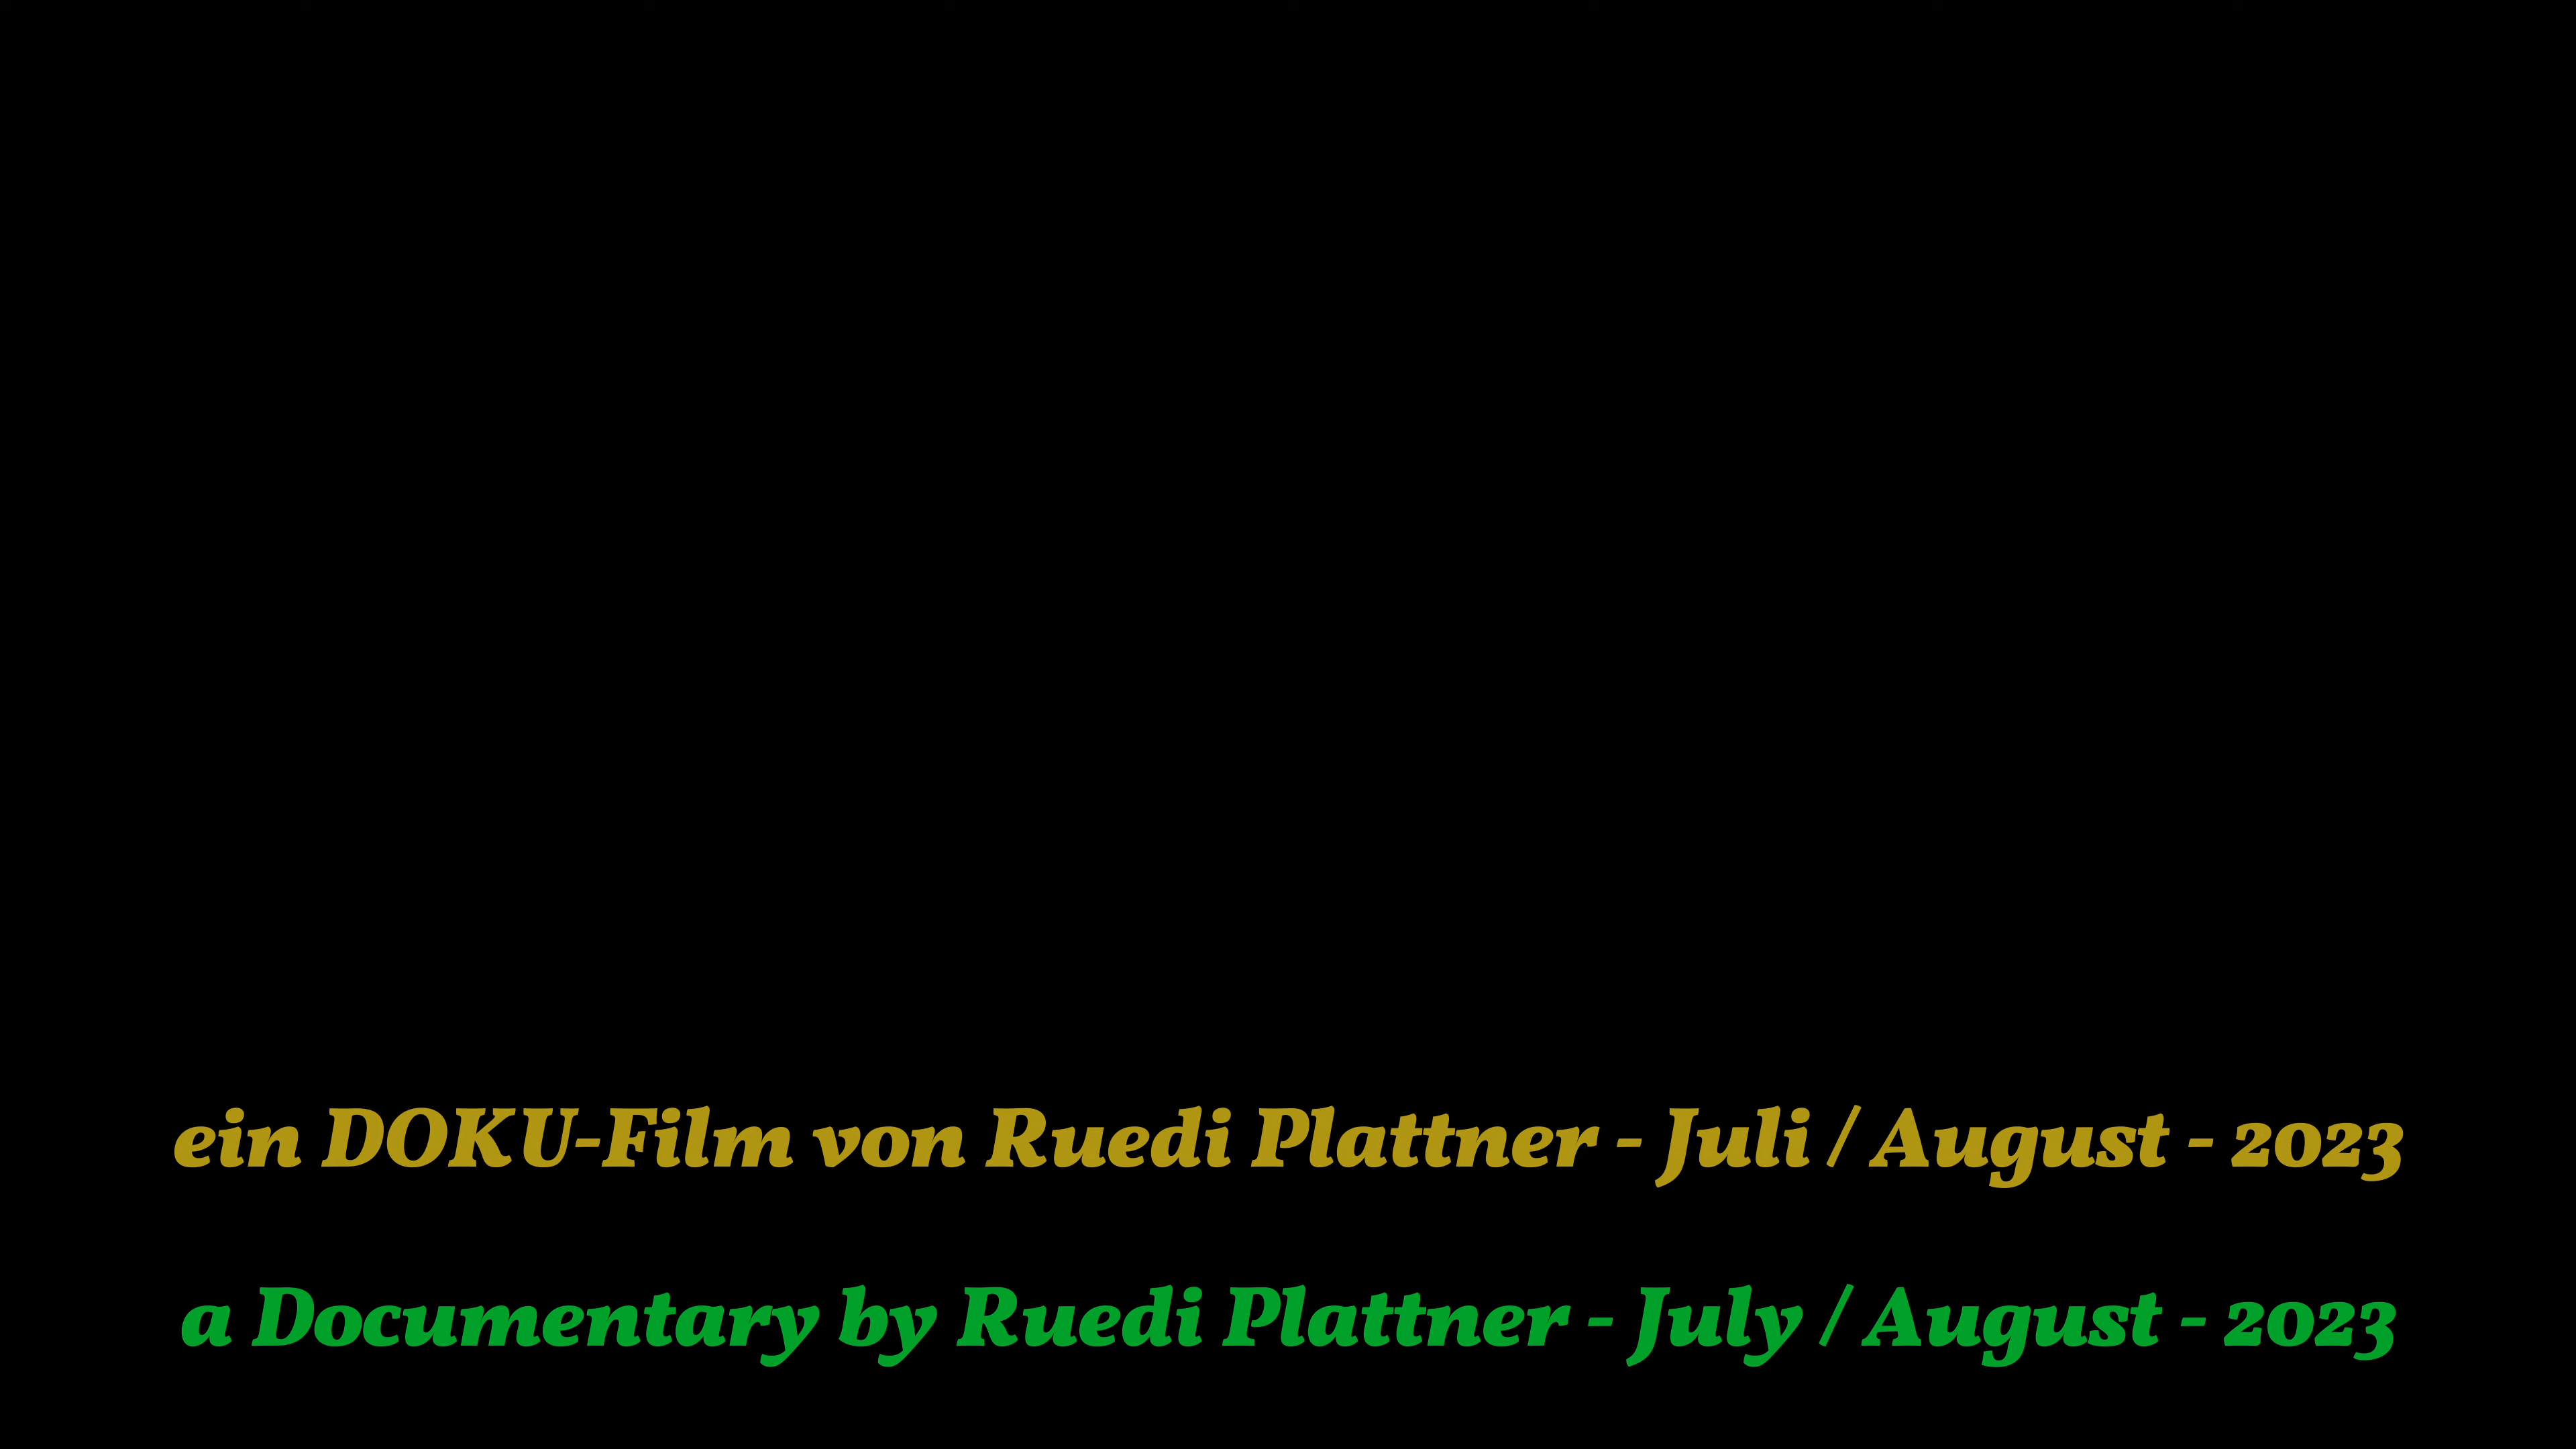 ein DOKU-Film von Ruedi Plattner - Juli / August - 2023
a Documentary by Ruedi Plattner - July / August - 2023